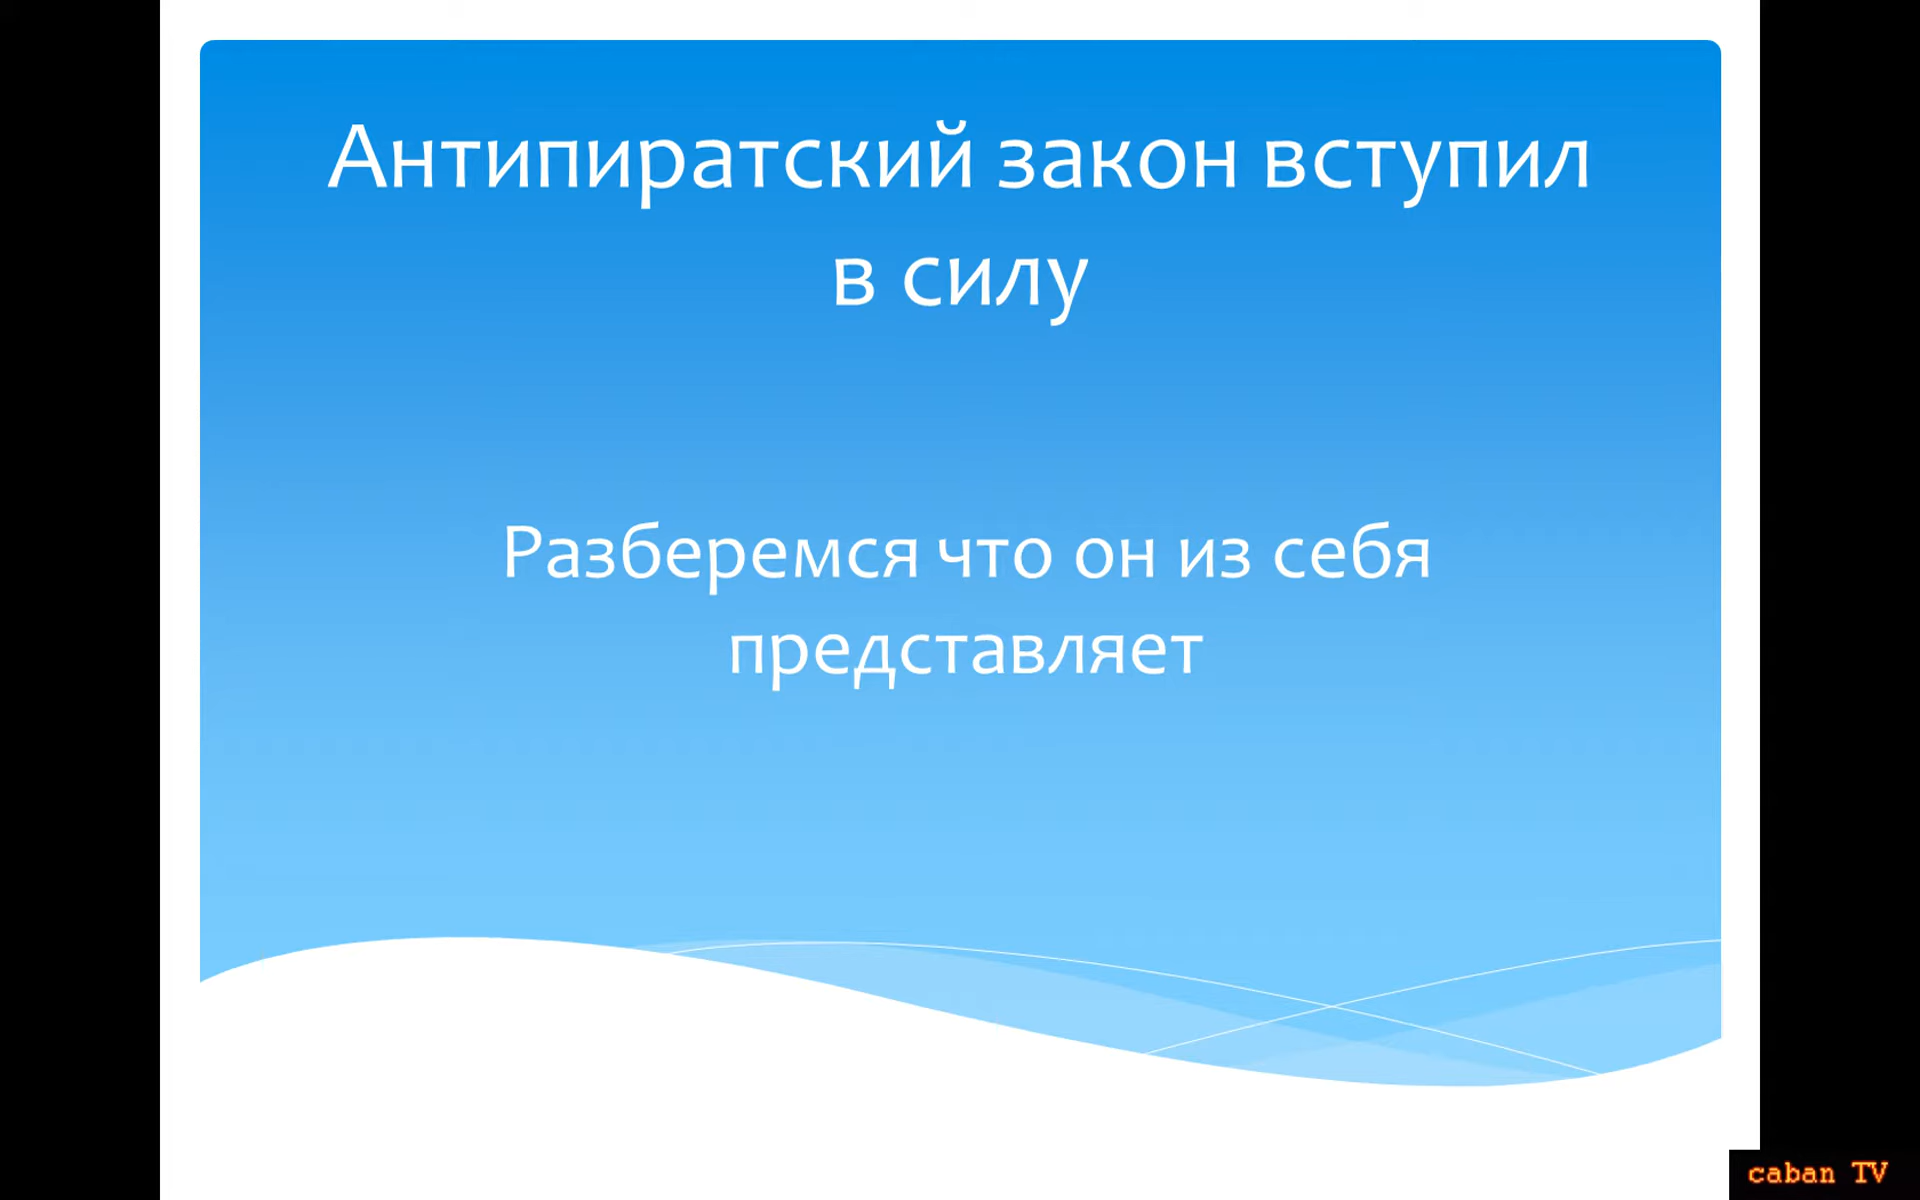 Антипиратский закон вступил
в силу
Разберемся что он из себя
представляет
caban TV